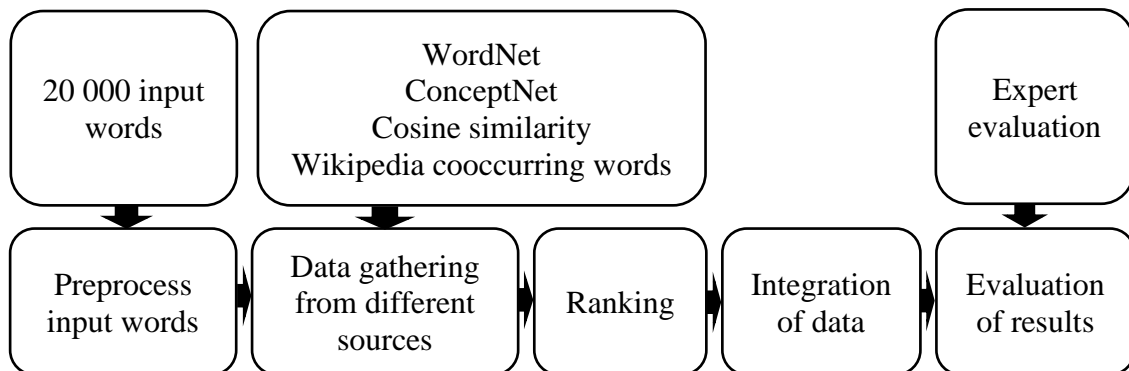 20 000 input
words
WordNet
ConceptNet
Cosine similarity
Wikipedia cooccurring words
Expert
evaluation
Preprocess
input words
Data gathering
from different
sources
Ranking
Integration
of data
Evaluation
of results